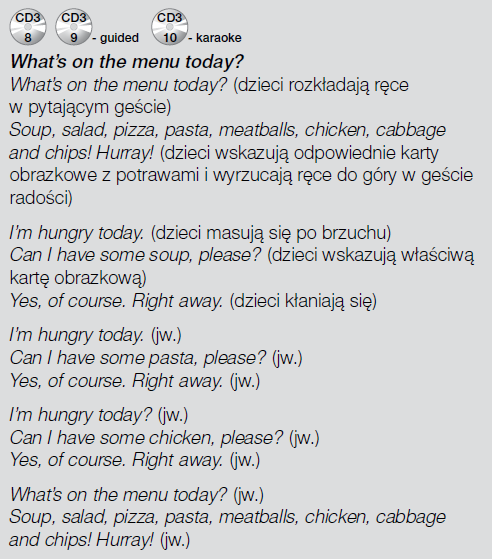 CD3 CD3 CD3
8 9 - guided 10 - karaoke
What's on the menu today?
What's on the menu today? (dzieci rozkładają ręce
w pytającym geście)
Soup, salad, pizza, pasta, meatballs, chicken, cabbage
and chips! Hurray! (dzieci wskazują odpowiednie karty
obrazkowe z potrawami i wyrzucają ręce do góry w geście
radości)
I'm hungry today. (dzieci masują się po brzuchu)
Can I have some soup, please? (dzieci wskazują właściwą
kartę obrazkową)
Yes, of course. Right away. (dzieci kłaniają się)
I'm hungry today. (jw.)
Can I have some pasta, please? (jw.)
Yes, of course. Right away. (jw.)
I'm hungry today? (jw.)
Can I have some chicken, please? (jw.)
Yes, of course. Right away. (jw.)
What's on the menu today? (jw.)
Soup, salad, pizza, pasta, meatballs, chicken, cabbage
and chips! Hurray! (jw.)